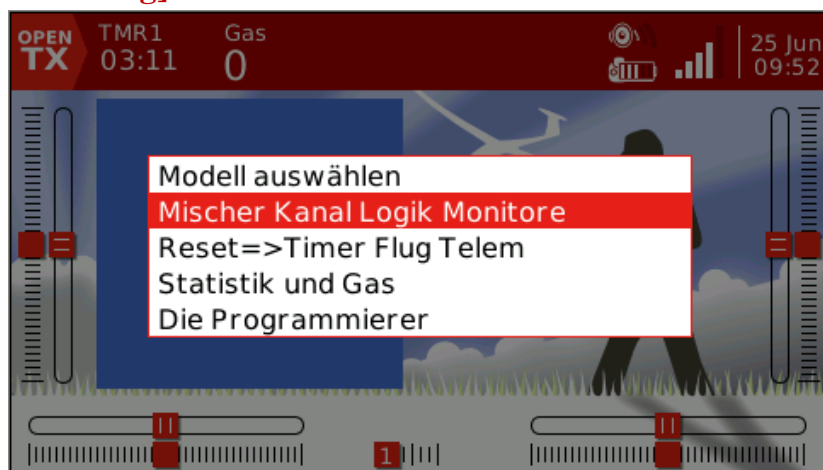 OPEN
TX
TMR1
03:11
Gas
0
25 Jun
09:52
Modell auswählen
Mischer Kanal Logik Monitore
Reset=>Timer Flug Telem
Statistik und Gas
Die Programmierer
1